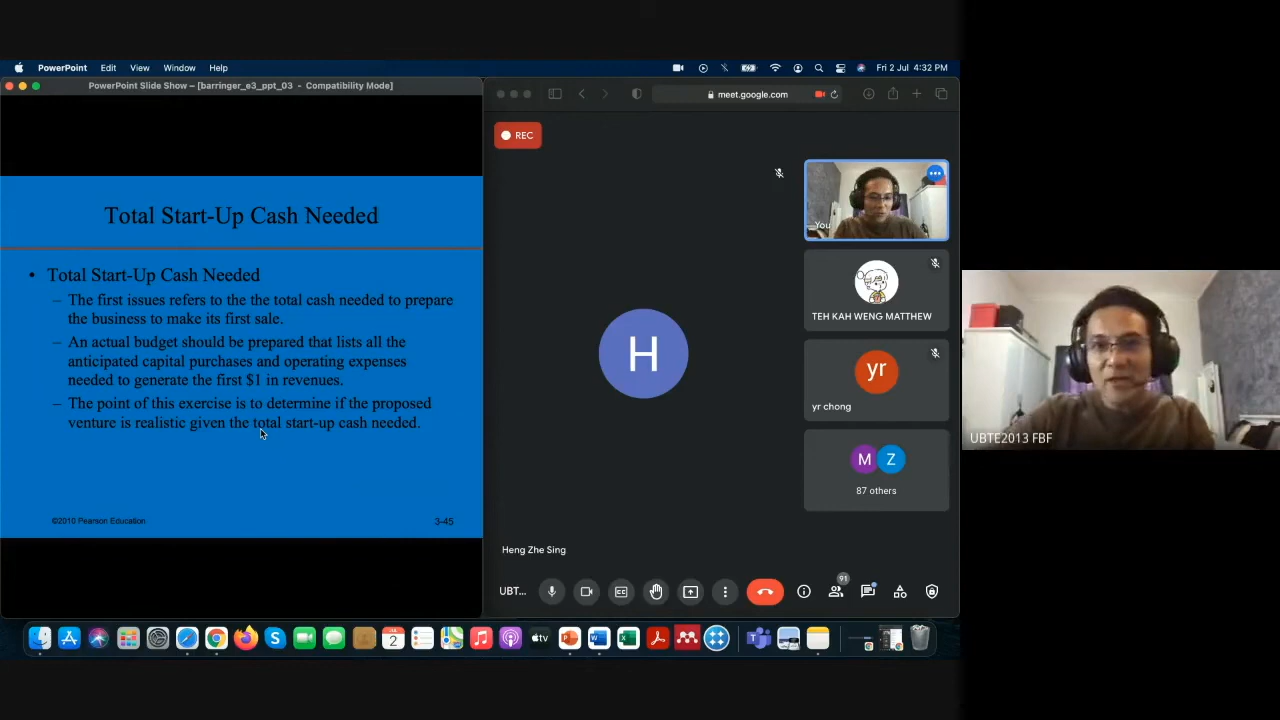 PowerPoint Edit View Window Help
Fri 2 Jul 4:32 PM
PowerPoint Slide Show – [barringer_e3_ppt_03 - Compatibility Mode]
meet.google.com
REC
Total Start-Up Cash Needed
• Total Start-Up Cash Needed
– The first issues refers to the the total cash needed to prepare
the business to make its first sale.
– An actual budget should be prepared that lists all the
anticipated capital purchases and operating expenses
needed to generate the first $1 in revenues.
– The point of this exercise is to determine if the proposed
venture is realistic given the total start-up cash needed.
©2010 Pearson Education
3-45
H
Heng Zhe Sing
You
TEH KAH WENG MATTHEW
yr
yr chong
M Z
87 others
UBT...
CC
91
UBTE2013 FBF
JUL
2
tv